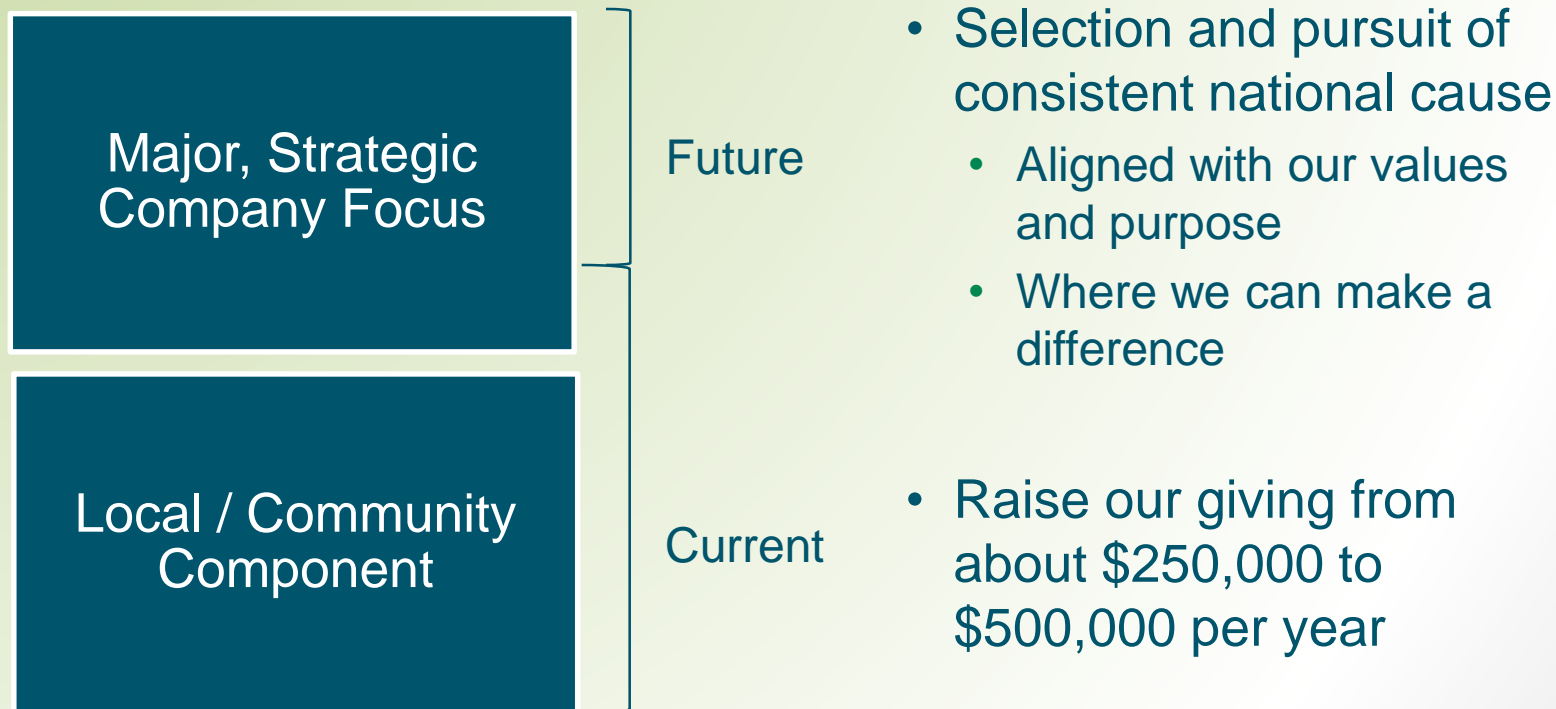 Major, Strategic
Company Focus
Future
• Selection and pursuit of
consistent national cause
• Aligned with our values
and purpose
• Where we can make a
difference
Local / Community
Component
Current
• Raise our giving from
about $250,000 to
$500,000 per year